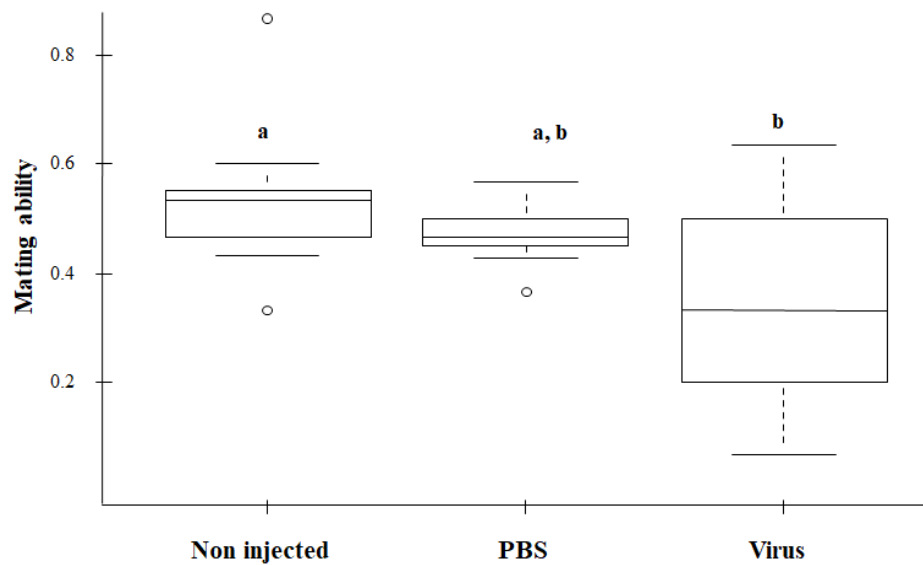 Mating ability
0.8
0.6
0.4
0.2
a
a, b
b
Non injected
PBS
Virus